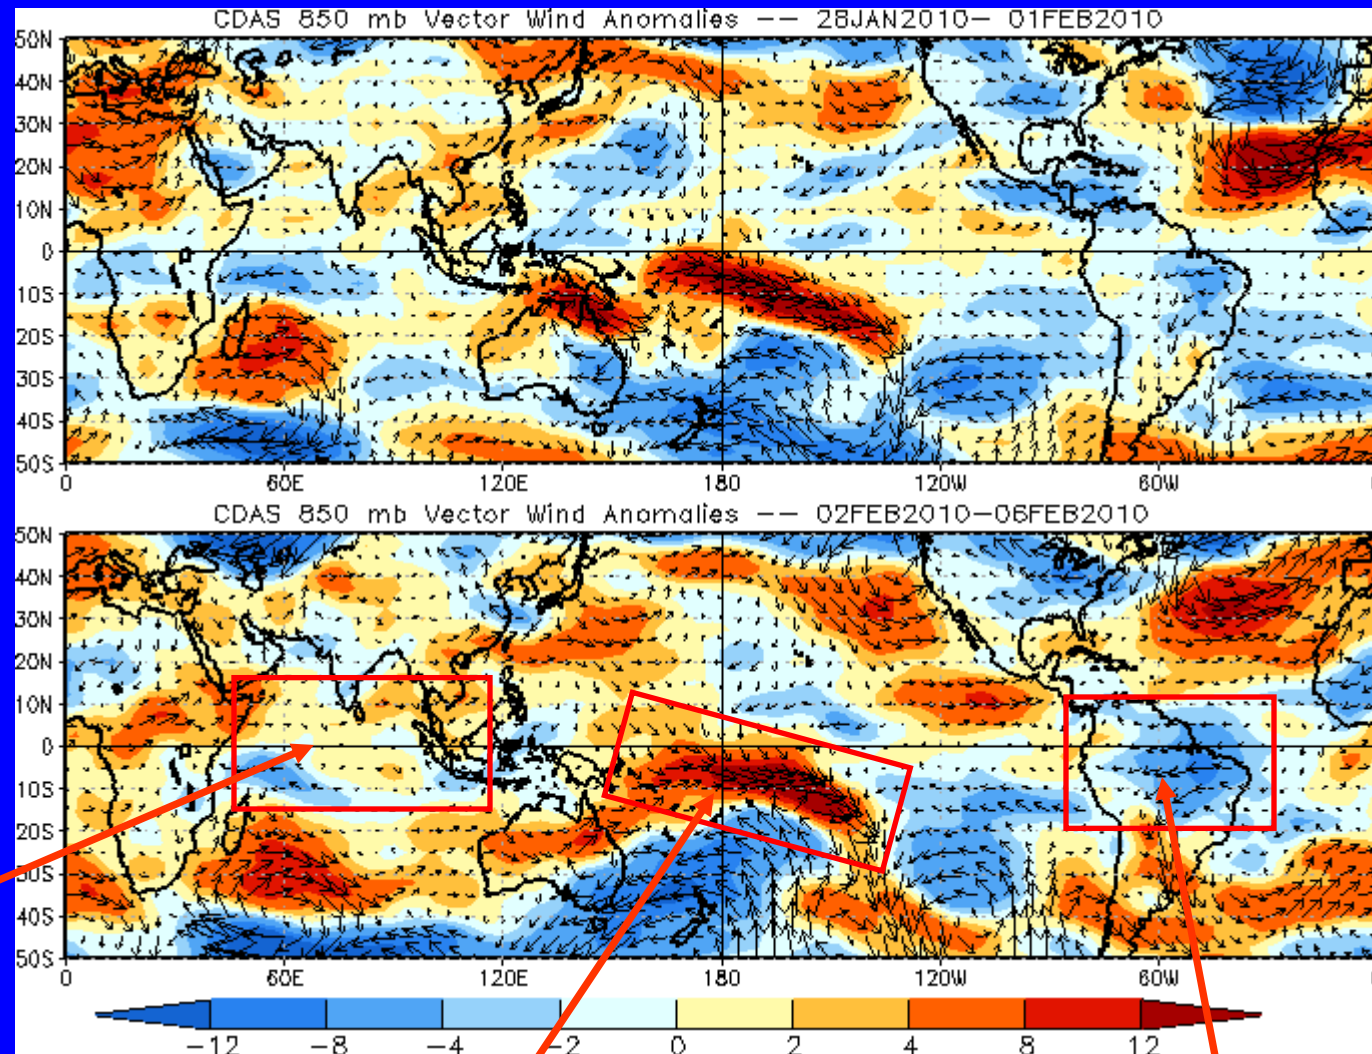 CDAS 850 mb Vector Wind Anomalies -- 28JAN2010- 01FEB2010
50N
40N
30N
20N
10N
0
10S
20S
30S
40S
50S
0 60E 120E 180 120W 60W
CDAS 850 mb Vector Wind Anomalies -- 02FEB2010-06FEB2010
50N
40N
30N
20N
10N
0
10S
20S
30S
40S
50S
0 60E 120E 180 120W 60W
-12 -8 -4 -2 0 2 4 8 12